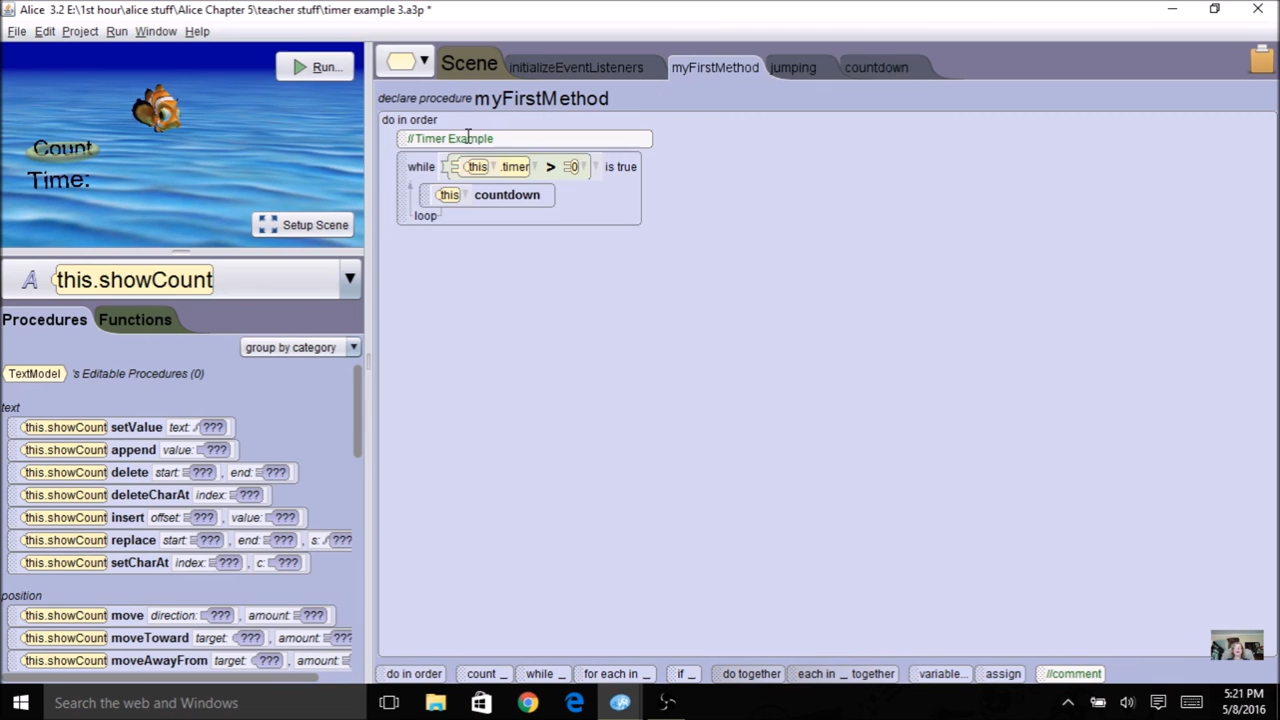 Alice 3.2 E:\1st hour\alice stuff\Alice Chapter 5\teacher stuff\timer example 3.a3p *
File Edit Project Run Window Help
Run...
Count
Time:
Setup Scene
Scene initializeEventListeners myFirstMethod jumping countdown
declare procedure myFirstMethod
do in order
//Timer Example
while this .timer > 0 is true
this countdown
loop
this.showCount
Procedures Functions
group by category
TextModel 's Editable Procedures (0)
text
this.showCount setValue text: ???
this.showCount append value: ???
this.showCount delete start: ??? , end: ???
this.showCount deleteCharAt index: ???
this.showCount insert offset: ??? , value: ???
this.showCount replace start: ??? , end: ??? , s: ???
this.showCount setCharAt index: ??? , c: ???
position
this.showCount move direction: ??? , amount: ???
this.showCount moveToward target: ??? , amount: ???
this.showCount moveAwayFrom target: ??? , amount:
do in order count _ while _ for each in _ if _ do together each in _ together variable... assign //comment
Search the web and Windows
5:21 PM
5/8/2016